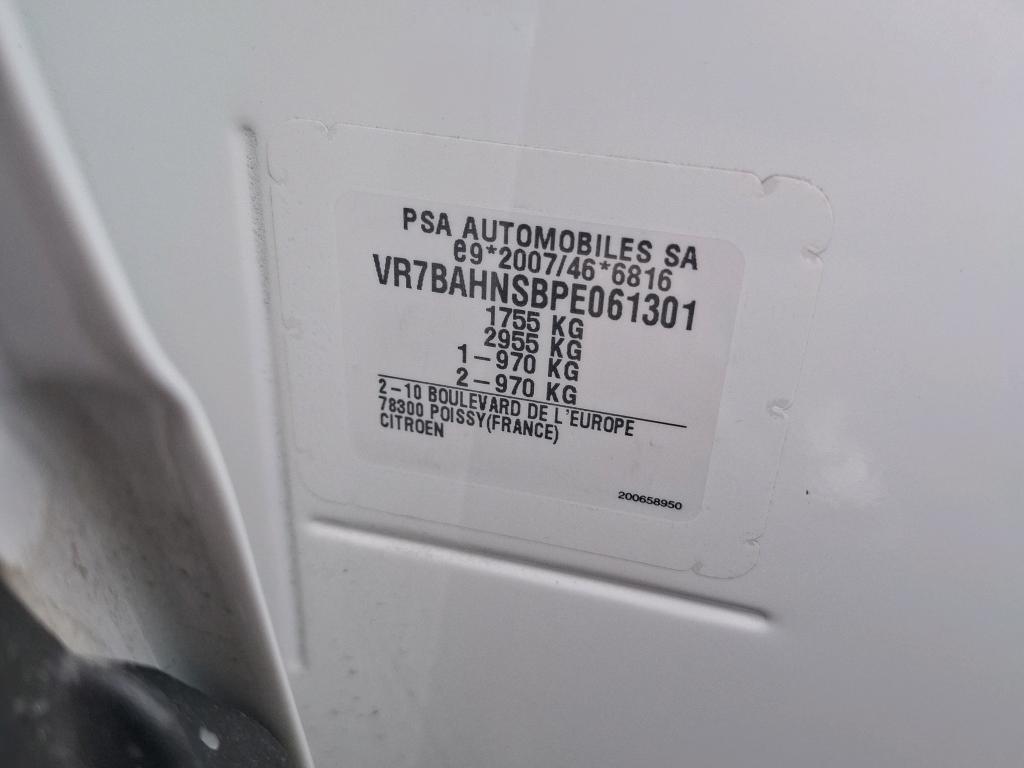 PSA AUTOMOBILES SA
e9*2007/46*6816
VR7BAHNSBPE061301
1755 KG
2955 KG
1-970 KG
2-970 KG
2-10 BOULEVARD DE L'EUROPE
78300 POISSY(FRANCE)
CITROEN
200658950